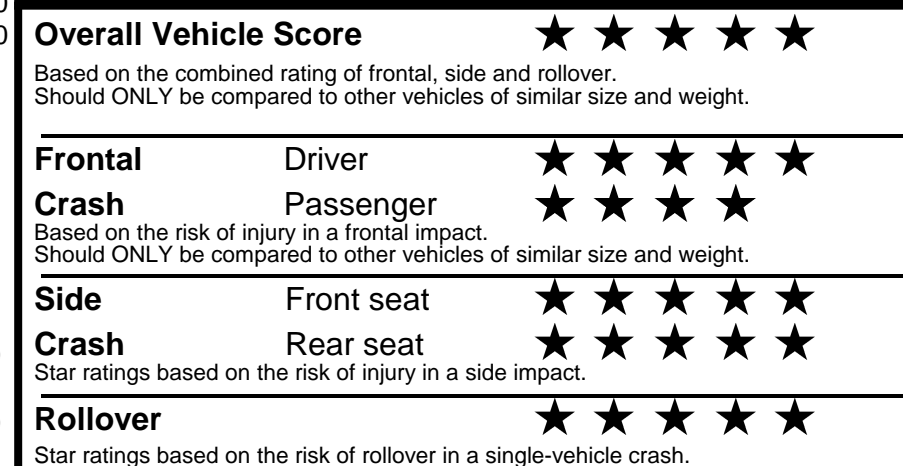 0
0
Overall Vehicle Score ★ ★ ★ ★ ★
Based on the combined rating of frontal, side and rollover.
Should ONLY be compared to other vehicles of similar size and weight.
Frontal Driver ★ ★ ★ ★ ★
Crash Passenger ★ ★ ★ ★
Based on the risk of injury in a frontal impact.
Should ONLY be compared to other vehicles of similar size and weight.
Side Front seat ★ ★ ★ ★ ★
Crash Rear seat ★ ★ ★ ★ ★
Star ratings based on the risk of injury in a side impact.
Rollover ★ ★ ★ ★ ★
Star ratings based on the risk of rollover in a single-vehicle crash.